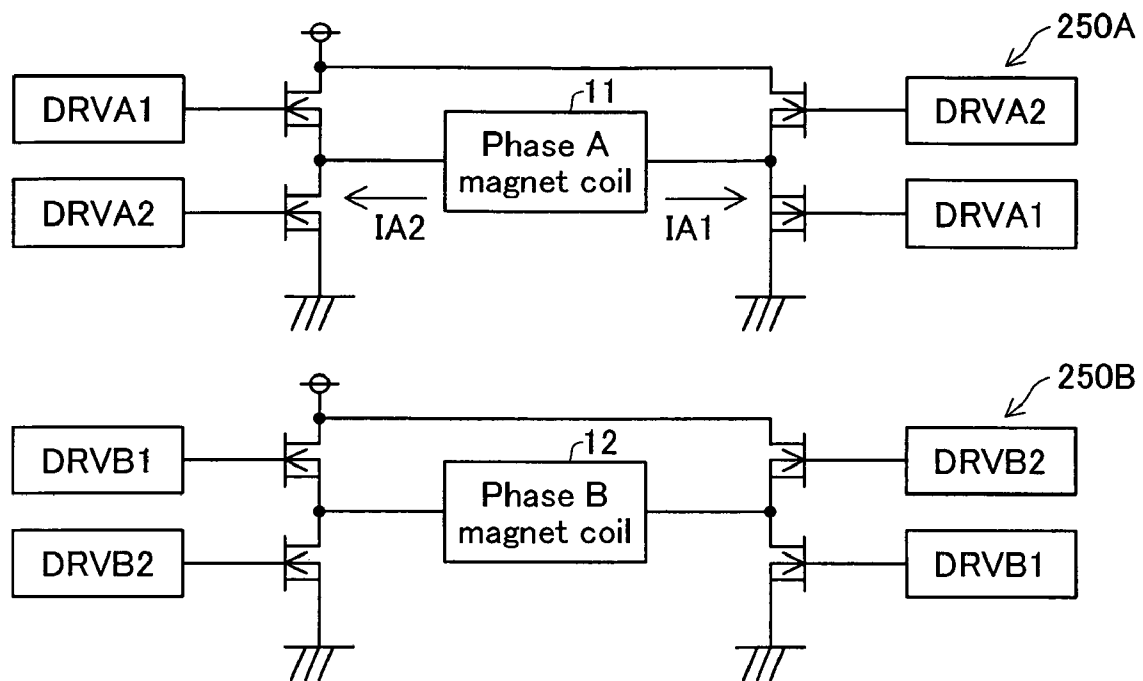 250A
DRVA1
11
DRVA2
Phase A
magnet coil
DRVA2
IA2
IA1
DRVA1
250B
DRVB1
12
DRVB2
Phase B
magnet coil
DRVB2
DRVB1